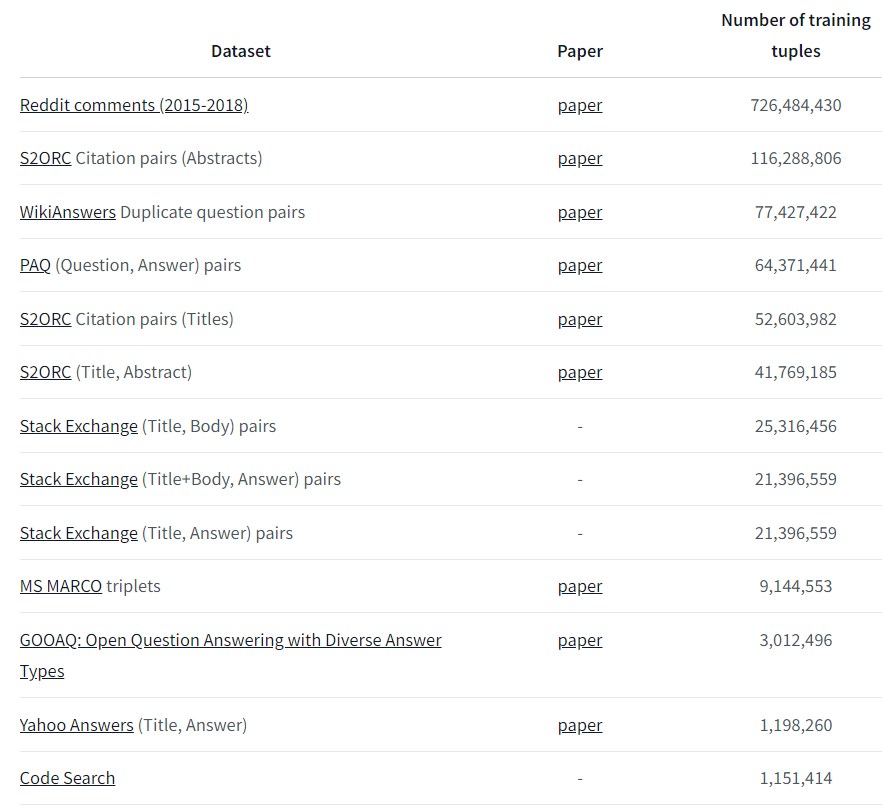 Number of training
Dataset Paper tuples
Reddit comments (2015-2018) paper 726,484,430
S2ORC Citation pairs (Abstracts) paper 116,288,806
WikiAnswers Duplicate question pairs paper 77,427,422
PAQ (Question, Answer) pairs paper 64,371,441
S2ORC Citation pairs (Titles) paper 52,603,982
S2ORC (Title, Abstract) paper 41,769,185
Stack Exchange (Title, Body) pairs - 25,316,456
Stack Exchange (Title+Body, Answer) pairs - 21,396,559
Stack Exchange (Title, Answer) pairs - 21,396,559
MS MARCO triplets paper 9,144,553
GOOAQ: Open Question Answering with Diverse Answer paper 3,012,496
Types
Yahoo Answers (Title, Answer) paper 1,198,260
Code Search - 1,151,414